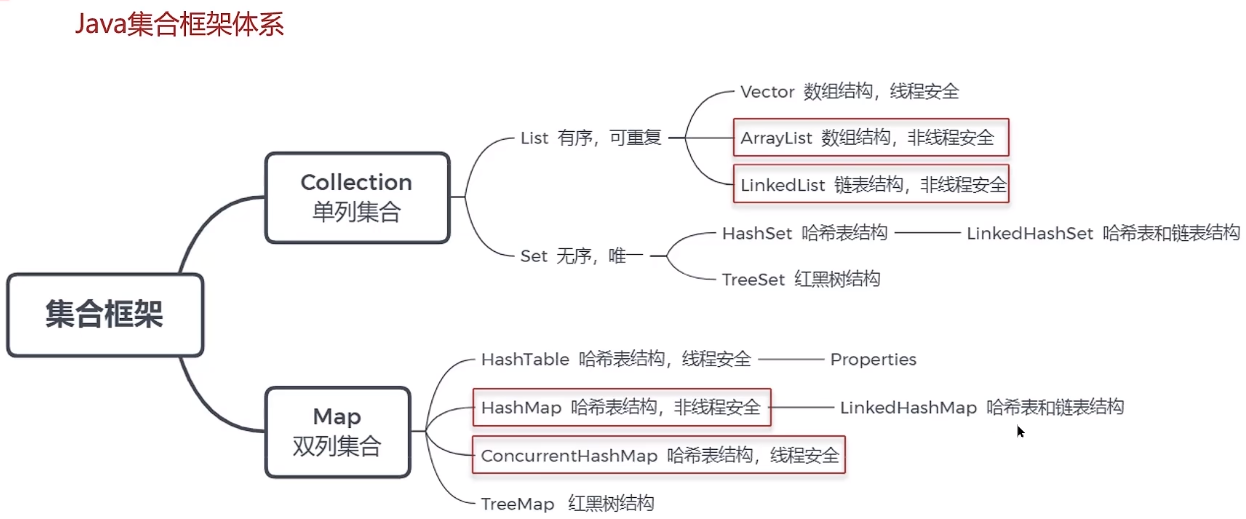 Java集合框架体系
Vector 数组结构，线程安全
List 有序，可重复
ArrayList 数组结构，非线程安全
LinkedList 链表结构，非线程安全
Collection
单列集合
HashSet 哈希表结构
LinkedHashSet 哈希表和链表结构
Set 无序，唯一
TreeSet 红黑树结构
集合框架
HashTable 哈希表结构，线程安全
Properties
HashMap 哈希表结构，非线程安全
LinkedHashMap 哈希表和链表结构
Map
双列集合
ConcurrentHashMap 哈希表结构，线程安全
TreeMap 红黑树结构